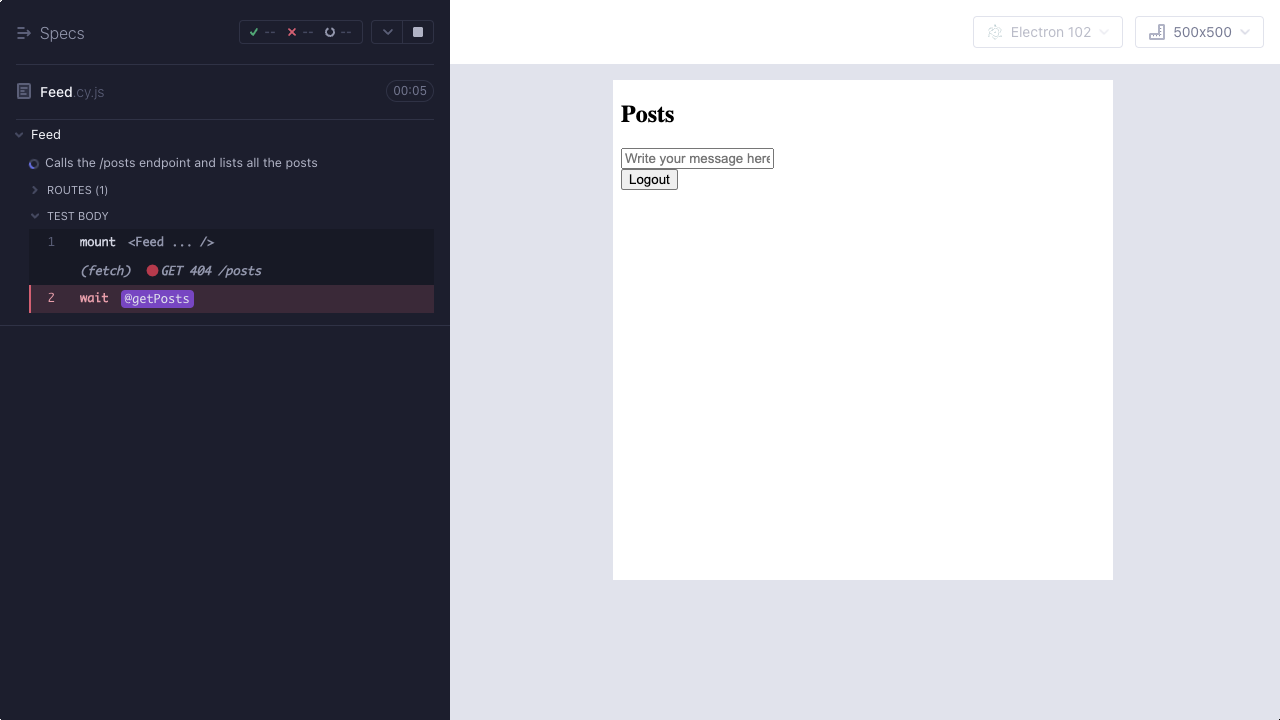 Specs
-- -- --
Feed.cy.js
00:05
Feed
Calls the /posts endpoint and lists all the posts
ROUTES (1)
TEST BODY
1 mount <Feed ... />
(fetch) GET 404 /posts
2 wait @getPosts
Electron 102
500x500
Posts
Write your message here
Logout